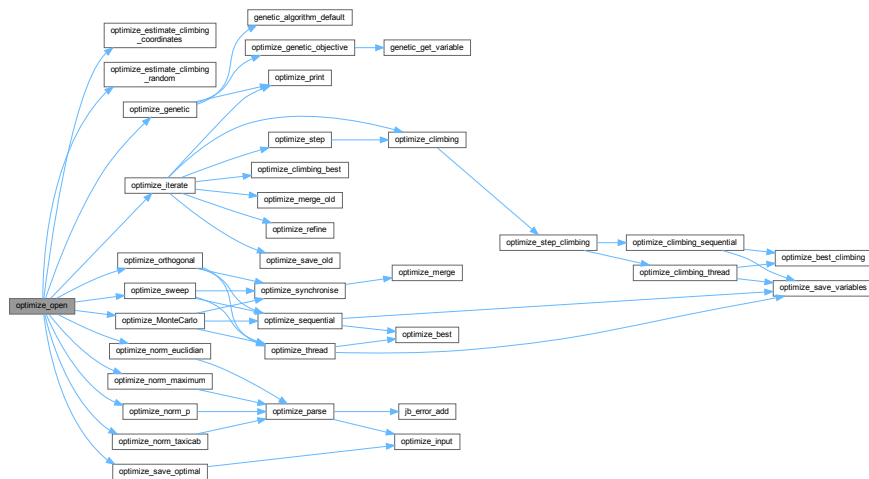 genetic_algorithm_default
optimize_estimate_climbing
_coordinates
optimize_genetic_objective
genetic_get_variable
optimize_estimate_climbing
_random
optimize_print
optimize_genetic
optimize_step
optimize_climbing
optimize_climbing_best
optimize_iterate
optimize_merge_old
optimize_refine
optimize_step_climbing
optimize_climbing_sequential
optimize_orthogonal
optimize_save_old
optimize_best_climbing
optimize_merge
optimize_climbing_thread
optimize_sweep
optimize_synchronise
optimize_save_variables
optimize_open
optimize_MonteCarlo
optimize_sequential
optimize_best
optimize_norm_euclidian
optimize_thread
optimize_norm_maximum
optimize_norm_p
optimize_parse
jb_error_add
optimize_norm_taxicab
optimize_input
optimize_save_optimal